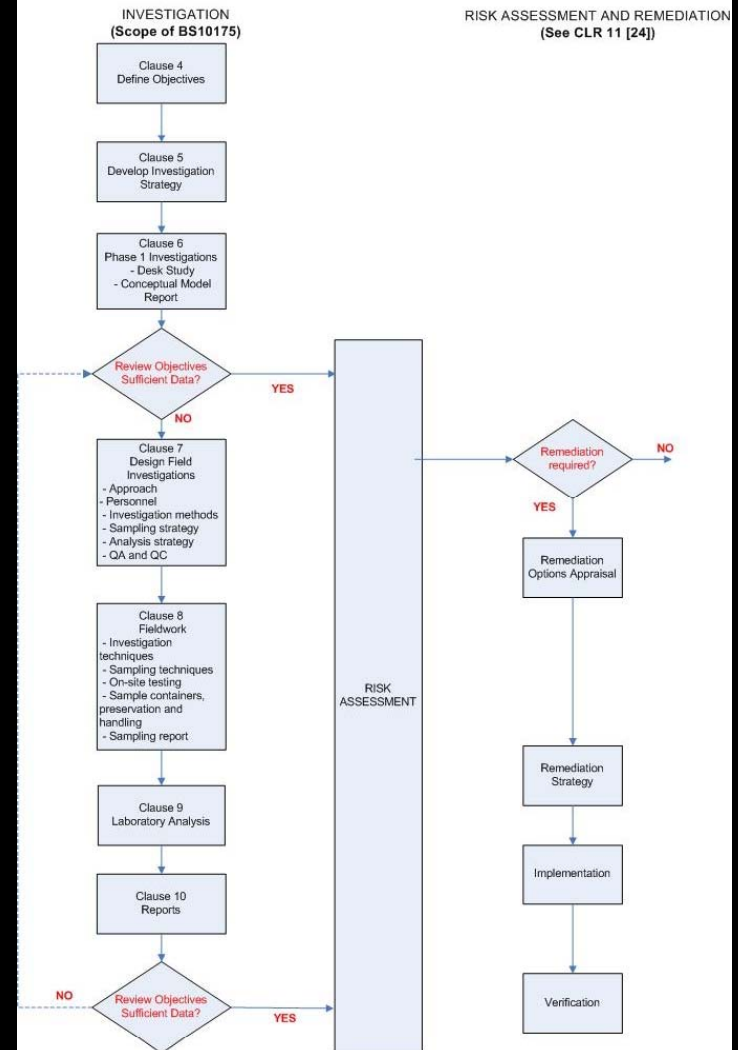 INVESTIGATION
(Scope of BS10175)
RISK ASSESSMENT AND REMEDIATION
(See CLR 11 [24])
Clause 4
Define Objectives
Clause 5
Develop Investigation
Strategy
Clause 6
Phase 1 Investigations
- Desk Study
- Conceptual Model
Report
Review Objectives
Sufficient Data?
YES
NO
Clause 7
Design Field
Investigations
- Approach
- Personnel
- Investigation methods
- Sampling strategy
- Analysis strategy
- QA and QC
Clause 8
Fieldwork
- Investigation
techniques
- Sampling techniques
- On-site testing
- Sample containers,
preservation and
handling
- Sampling report
Clause 9
Laboratory Analysis
Clause 10
Reports
Review Objectives
Sufficient Data?
NO
YES
RISK
ASSESSMENT
Remediation
required?
NO
YES
Remediation
Options Appraisal
Remediation
Strategy
Implementation
Verification